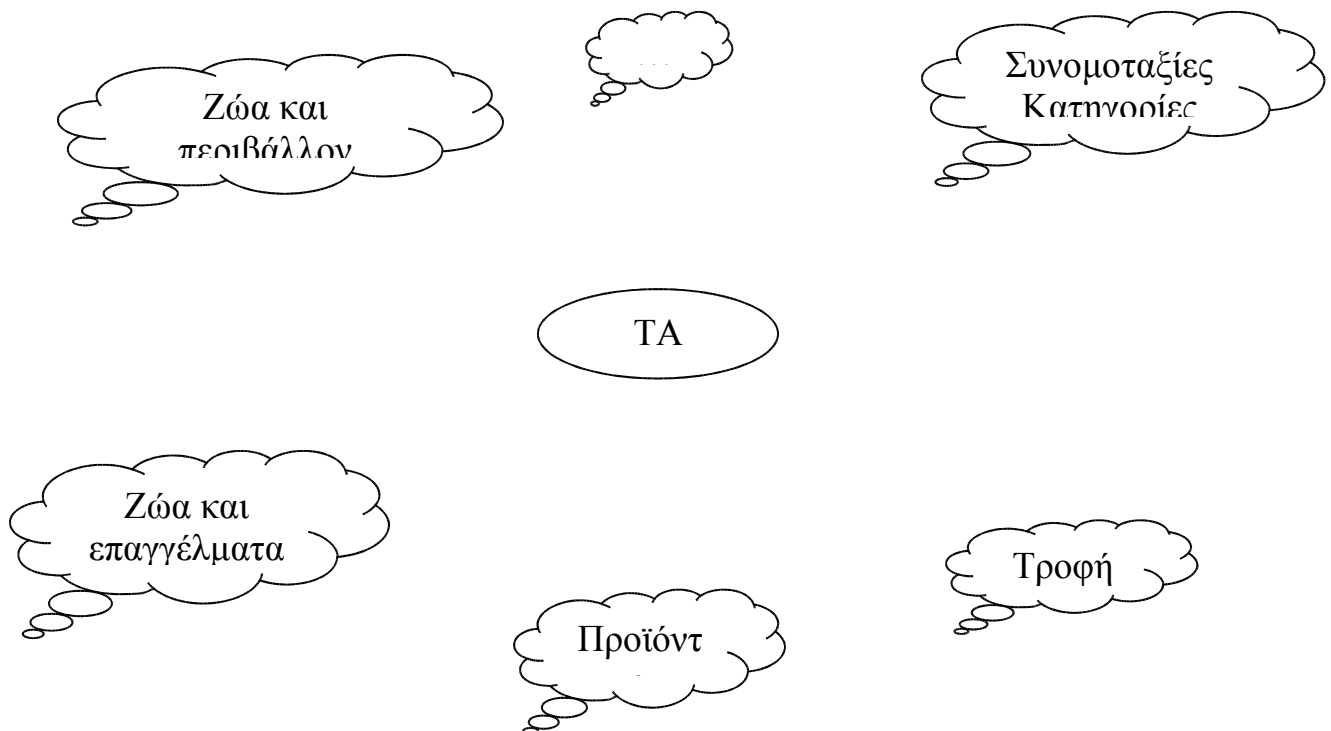 Ζώα και
περιβάλλον
Συνομοταξίες
Κατηγορίες
ΤΑ
Ζώα και
επαγγέλματα
Τροφή
Προϊόντ